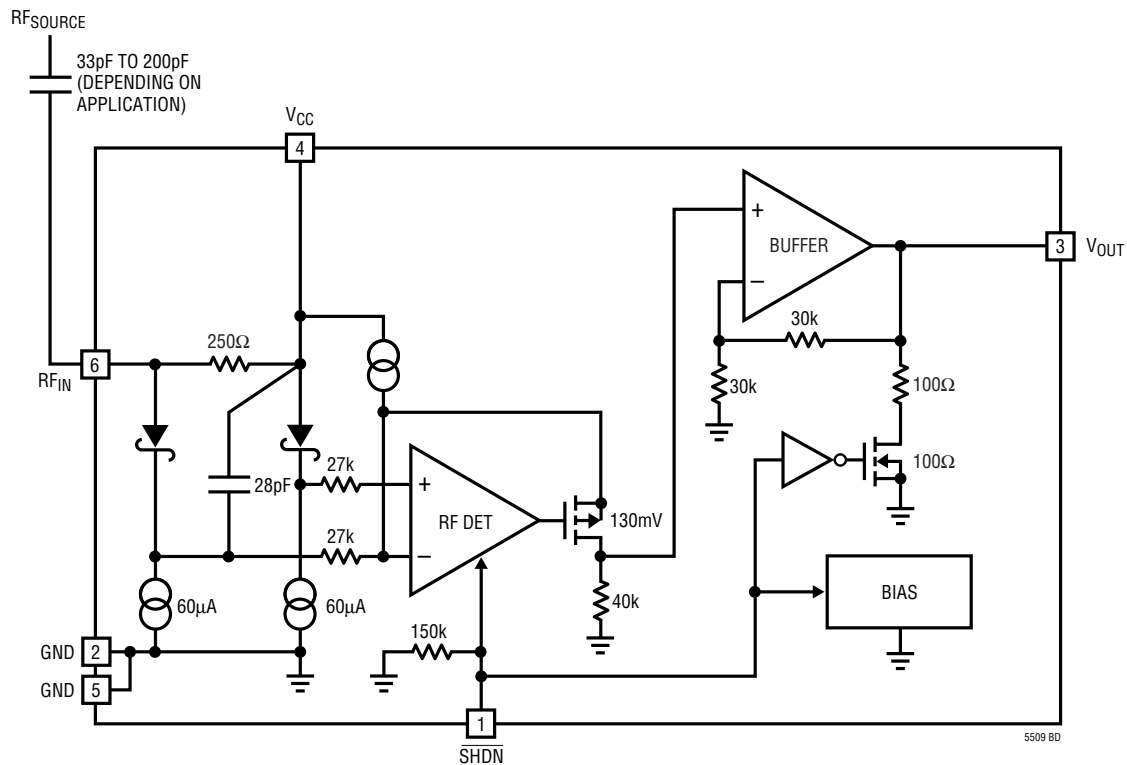 RFSOURCE
33pF TO 200pF
(DEPENDING ON
APPLICATION)
VCC
4
+
BUFFER
–
3
VOUT
30k
250Ω
6
RFIN
30k
100Ω
27k
28pF
+
100Ω
RF DET
130mV
27k
–
60µA
60µA
40k
BIAS
150k
GND
2
GND
5
1
SHDN
5509 BD